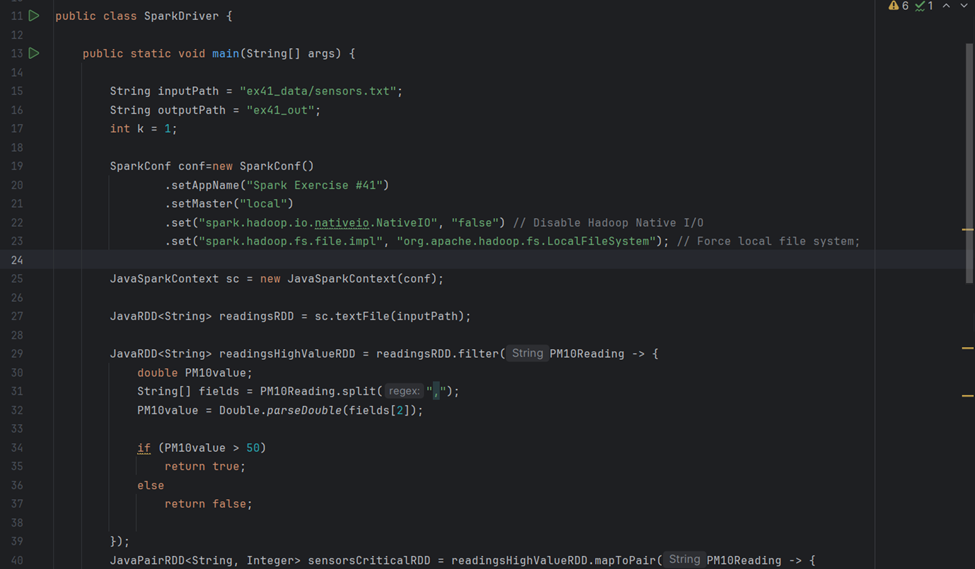 6 1
11 public class SparkDriver {
12
13     public static void main(String[] args) {
14
15         String inputPath = "ex41_data/sensors.txt";
16         String outputPath = "ex41_out";
17         int k = 1;
18
19         SparkConf conf=new SparkConf()
20                 .setAppName("Spark Exercise #41")
21                 .setMaster("local")
22                 .set("spark.hadoop.io.nativeio.NativeIO", "false") // Disable Hadoop Native I/O
23                 .set("spark.hadoop.fs.file.impl", "org.apache.hadoop.fs.LocalFileSystem"); // Force local file system;
24
25         JavaSparkContext sc = new JavaSparkContext(conf);
26
27         JavaRDD<String> readingsRDD = sc.textFile(inputPath);
28
29         JavaRDD<String> readingsHighValueRDD = readingsRDD.filter( String PM10Reading -> {
30             double PM10value;
31             String[] fields = PM10Reading.split( regex: ",");
32             PM10value = Double.parseDouble(fields[2]);
33
34             if (PM10value > 50)
35                 return true;
36             else
37                 return false;
38
39         });
40         JavaPairRDD<String, Integer> sensorsCriticalRDD = readingsHighValueRDD.mapToPair( String PM10Reading -> {